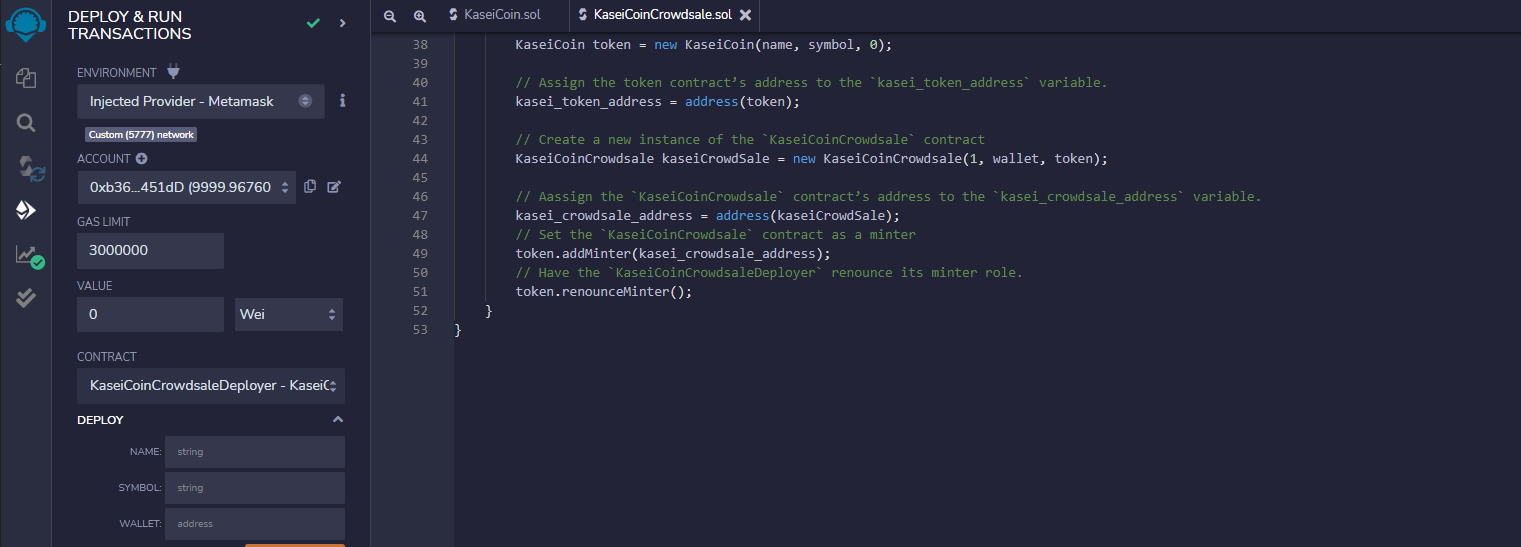 DEPLOY & RUN
TRANSACTIONS
ENVIRONMENT
Injected Provider - Metamask
Custom (5777) network
ACCOUNT
0xb36...451dD (9999.96760
GAS LIMIT
3000000
VALUE
0
Wei
CONTRACT
KaseiCoinCrowdsaleDeployer - KaseiC
DEPLOY
NAME: string
SYMBOL: string
WALLET: address
KaseiCoin.sol
KaseiCoinCrowdsale.sol
38 KaseiCoin token = new KaseiCoin(name, symbol, 0);
39
40 // Assign the token contract’s address to the `kasei_token_address` variable.
41 kasei_token_address = address(token);
42
43 // Create a new instance of the `KaseiCoinCrowdsale` contract
44 KaseiCoinCrowdsale kaseiCrowdSale = new KaseiCoinCrowdsale(1, wallet, token);
45
46 // Aassign the `KaseiCoinCrowdsale` contract’s address to the `kasei_crowdsale_address` variable.
47 kasei_crowdsale_address = address(kaseiCrowdSale);
48 // Set the `KaseiCoinCrowdsale` contract as a minter
49 token.addMinter(kasei_crowdsale_address);
50 // Have the `KaseiCoinCrowdsaleDeployer` renounce its minter role.
51 token.renounceMinter();
52 }
53 }